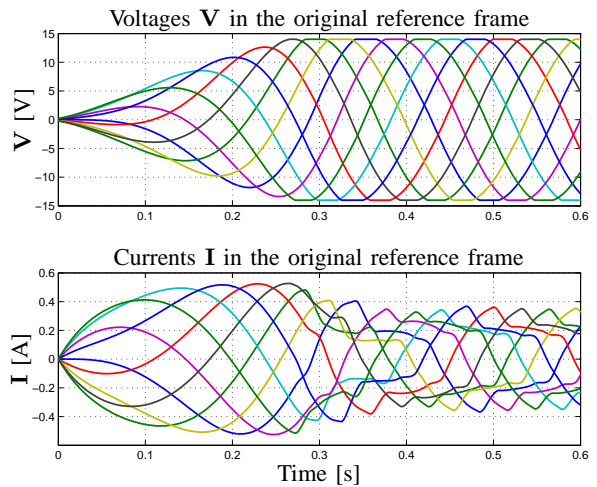 Voltages V in the original reference frame
V [V]
15
10
5
0
−5
−10
−15
0 0.1 0.2 0.3 0.4 0.5 0.6
Currents I in the original reference frame
I [A]
0.6
0.4
0.2
0
−0.2
−0.4
0 0.1 0.2 0.3 0.4 0.5 0.6
Time [s]